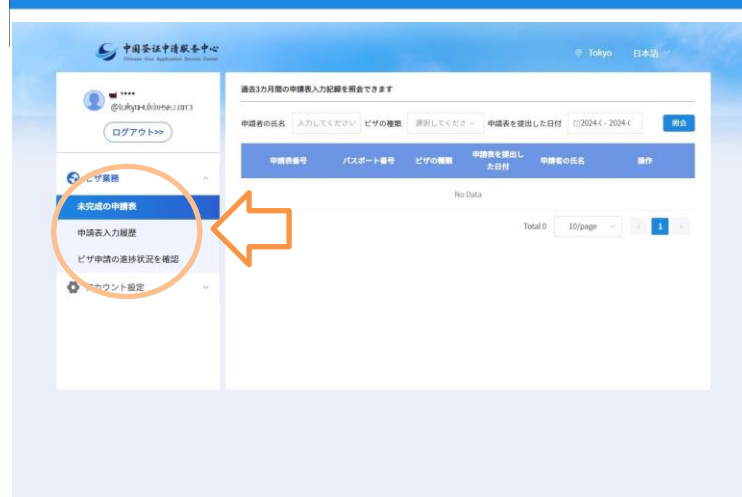 中国签证申请服务中心
Chinese Visa Application Service Center
Tokyo 日本語
****
ログアウト>>
ビザ業務
未完成の申請表
申請表入力履歴
ビザ申請の進捗状況を確認
アカウント設定
過去3カ月間の申請表入力記録を照会できます
申請者の氏名 入力してください ビザの種類 選択してくださ 申請表を提出した日付 2024-( - 2024-( 照会
申請表番号 パスポート番号 ビザの種類 申請表を提出し
た日付 申請者の氏名 操作
No Data
Total 0 10/page < 1 >